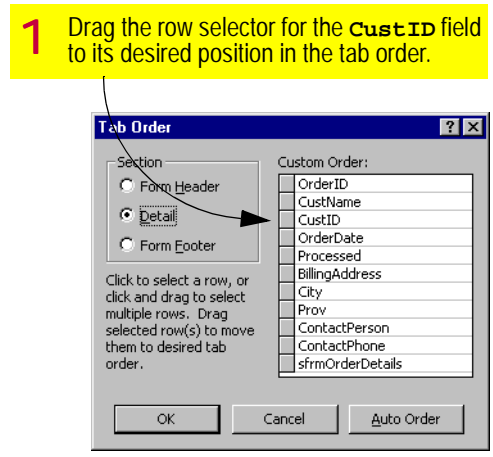 1 Drag the row selector for the CustID field
to its desired position in the tab order.
Tab Order
Section
Form Header
Detail
Form Footer
Click to select a row, or
click and drag to select
multiple rows. Drag
selected row(s) to move
them to desired tab
order.
Custom Order:
OrderID
CustName
CustID
OrderDate
Processed
BillingAddress
City
Prov
ContactPerson
ContactPhone
sfrmOrderDetails
OK
Cancel
Auto Order